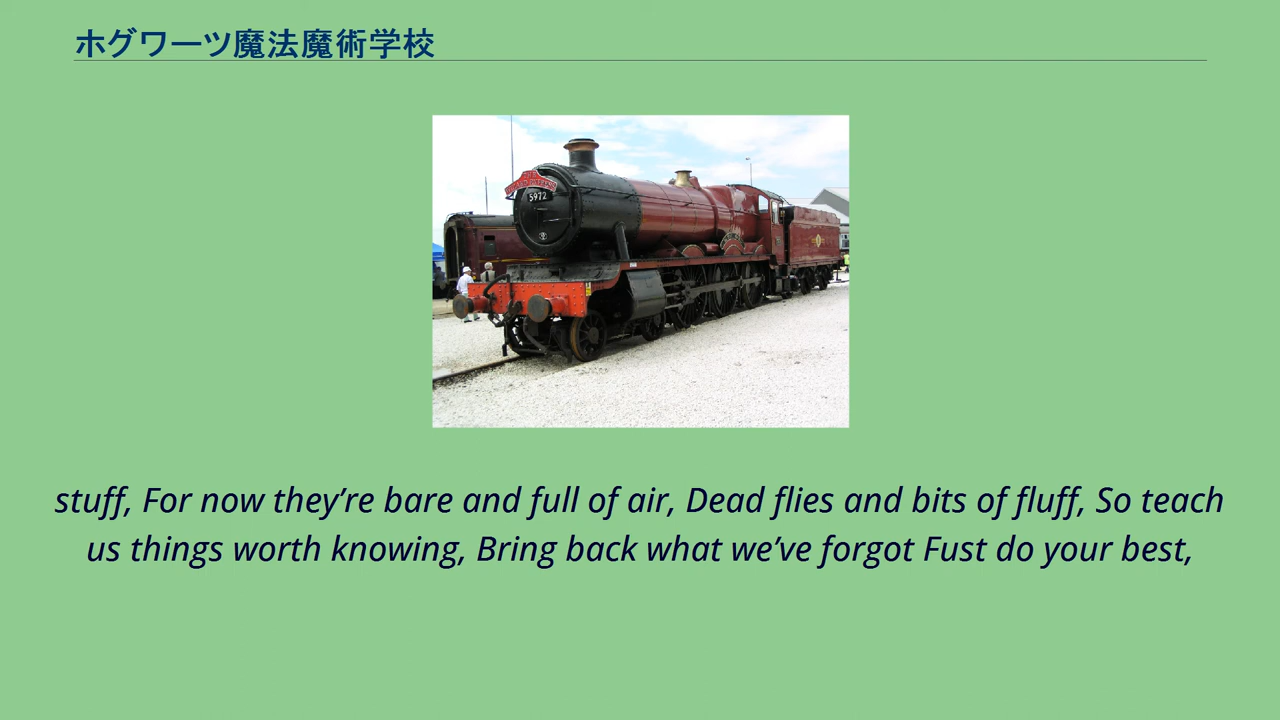 ホグワーツ魔法魔術学校
5972
stuff, For now they’re bare and full of air, Dead flies and bits of fluff, So teach
us things worth knowing, Bring back what we’ve forgot Fust do your best,